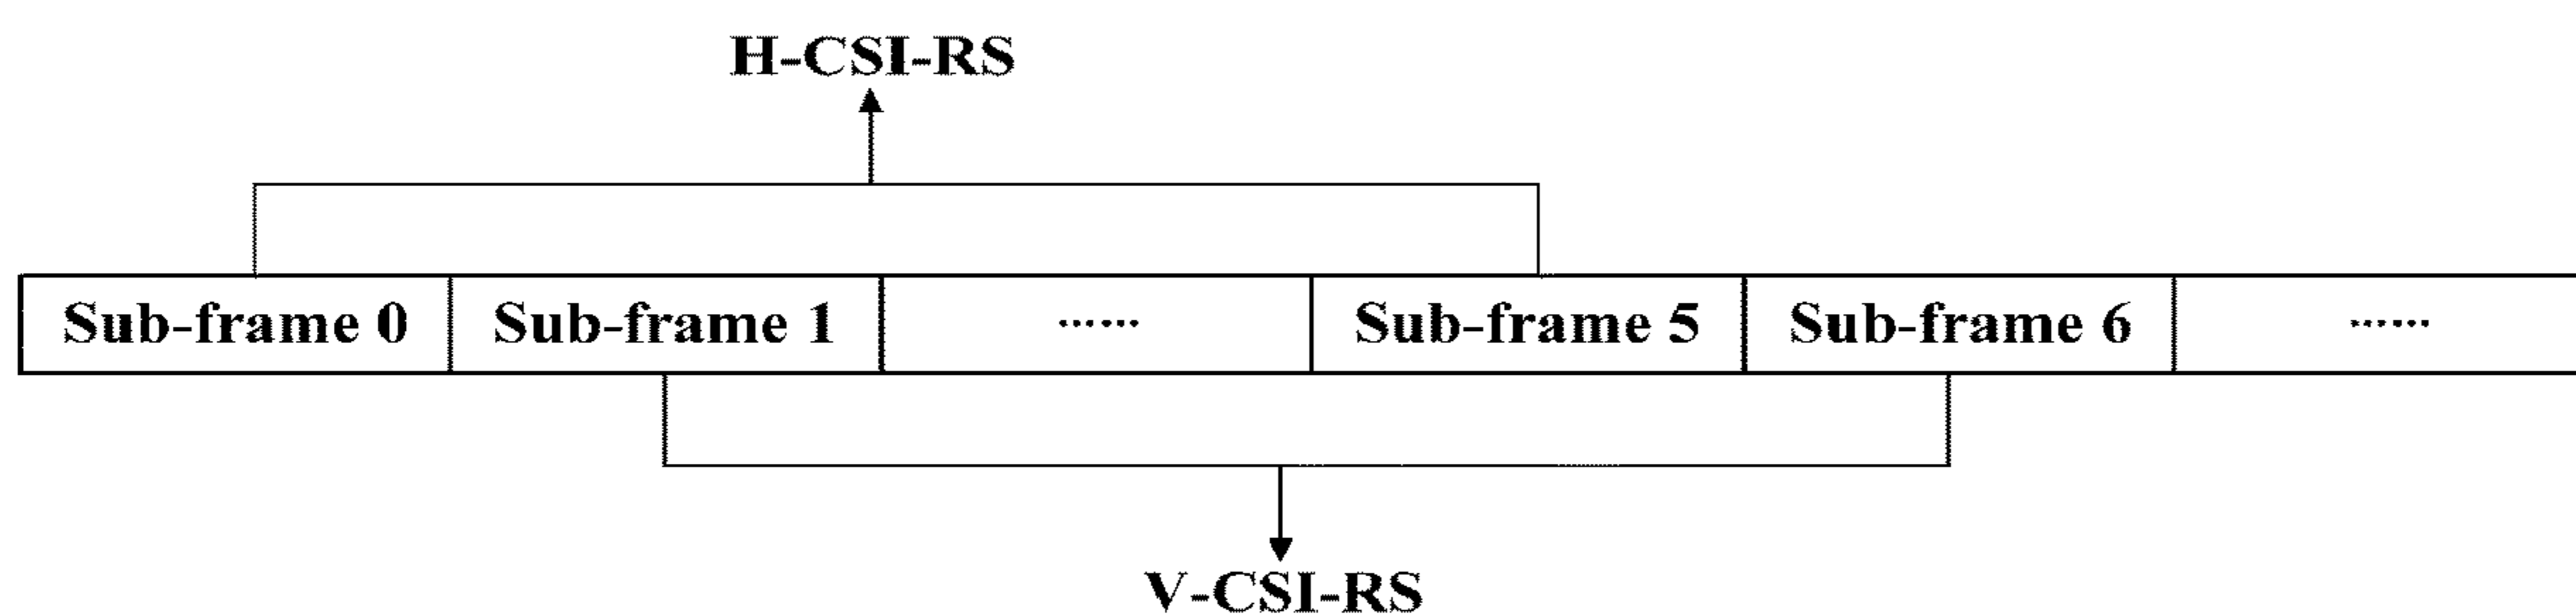 H-CSI-RS
Sub-frame 0 Sub-frame 1 ...... Sub-frame 5 Sub-frame 6 ......
V-CSI-RS